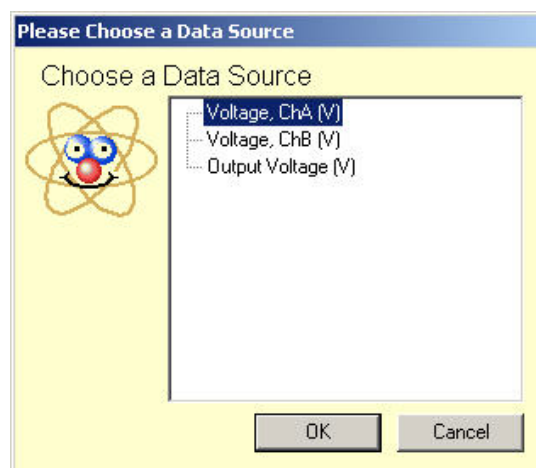 Please Choose a Data Source
Choose a Data Source
Voltage, ChA (V)
Voltage, ChB (V)
Output Voltage (V)
OK
Cancel